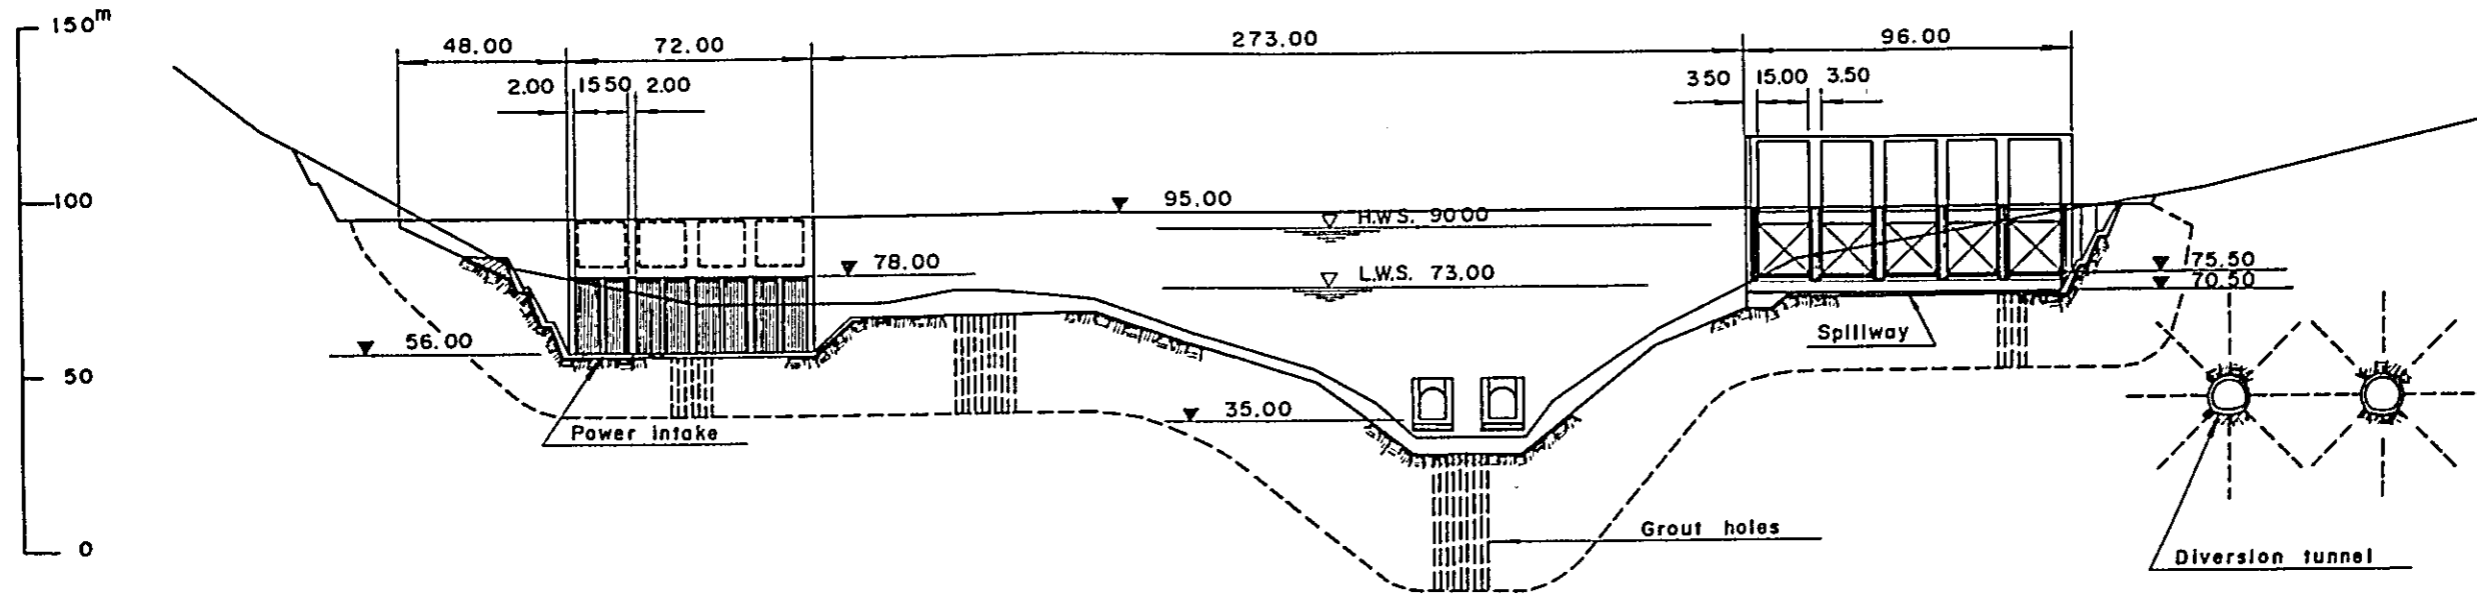 150m
48.00 72.00 273.00 96.00
2.00 15 50 2.00 3 50 15.00 3.50
100
95.00
H.W.S. 90 00
78.00
L.W.S. 73.00
75.50
70.50
56.00
Spillway
50
35.00
Power intake
Grout holes
0
Diversion tunnel